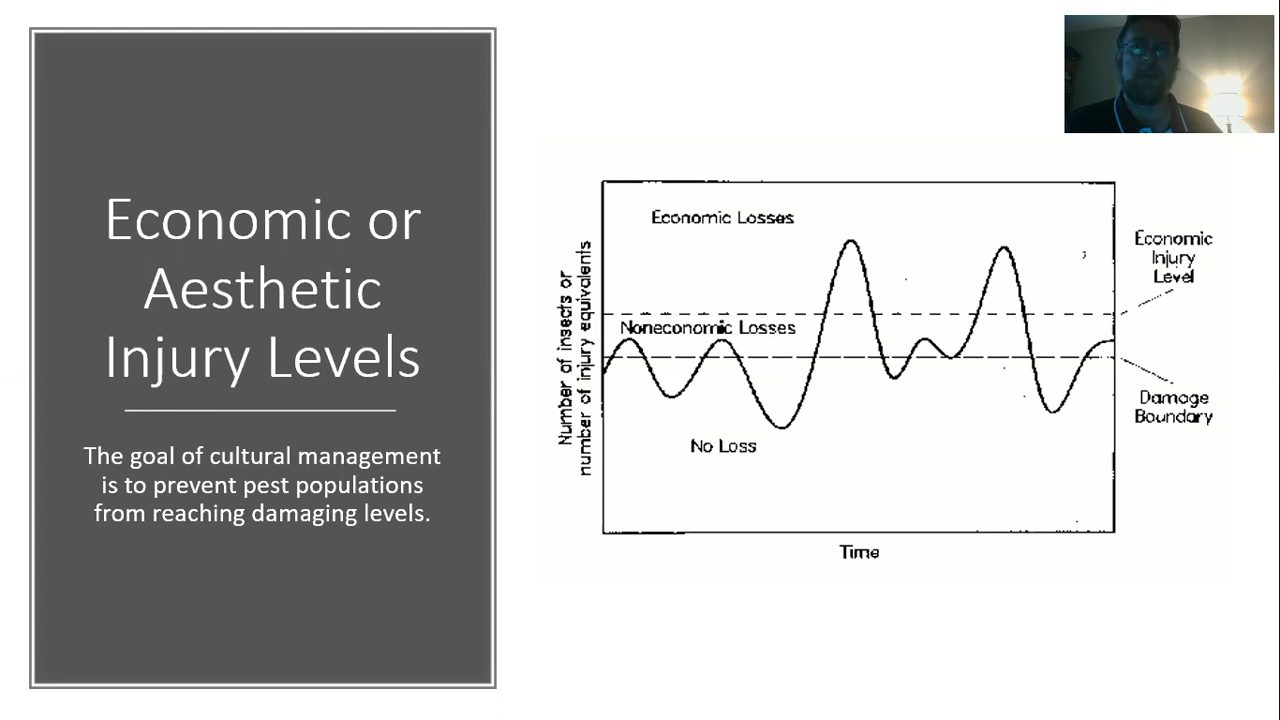 Economic or
Aesthetic
Injury Levels
The goal of cultural management
is to prevent pest populations
from reaching damaging levels.
Number of insects or
number of injury equivalents
Economic Losses
Noneconomic Losses
No Loss
Time
Economic
Injury
Level
Damage
Boundary